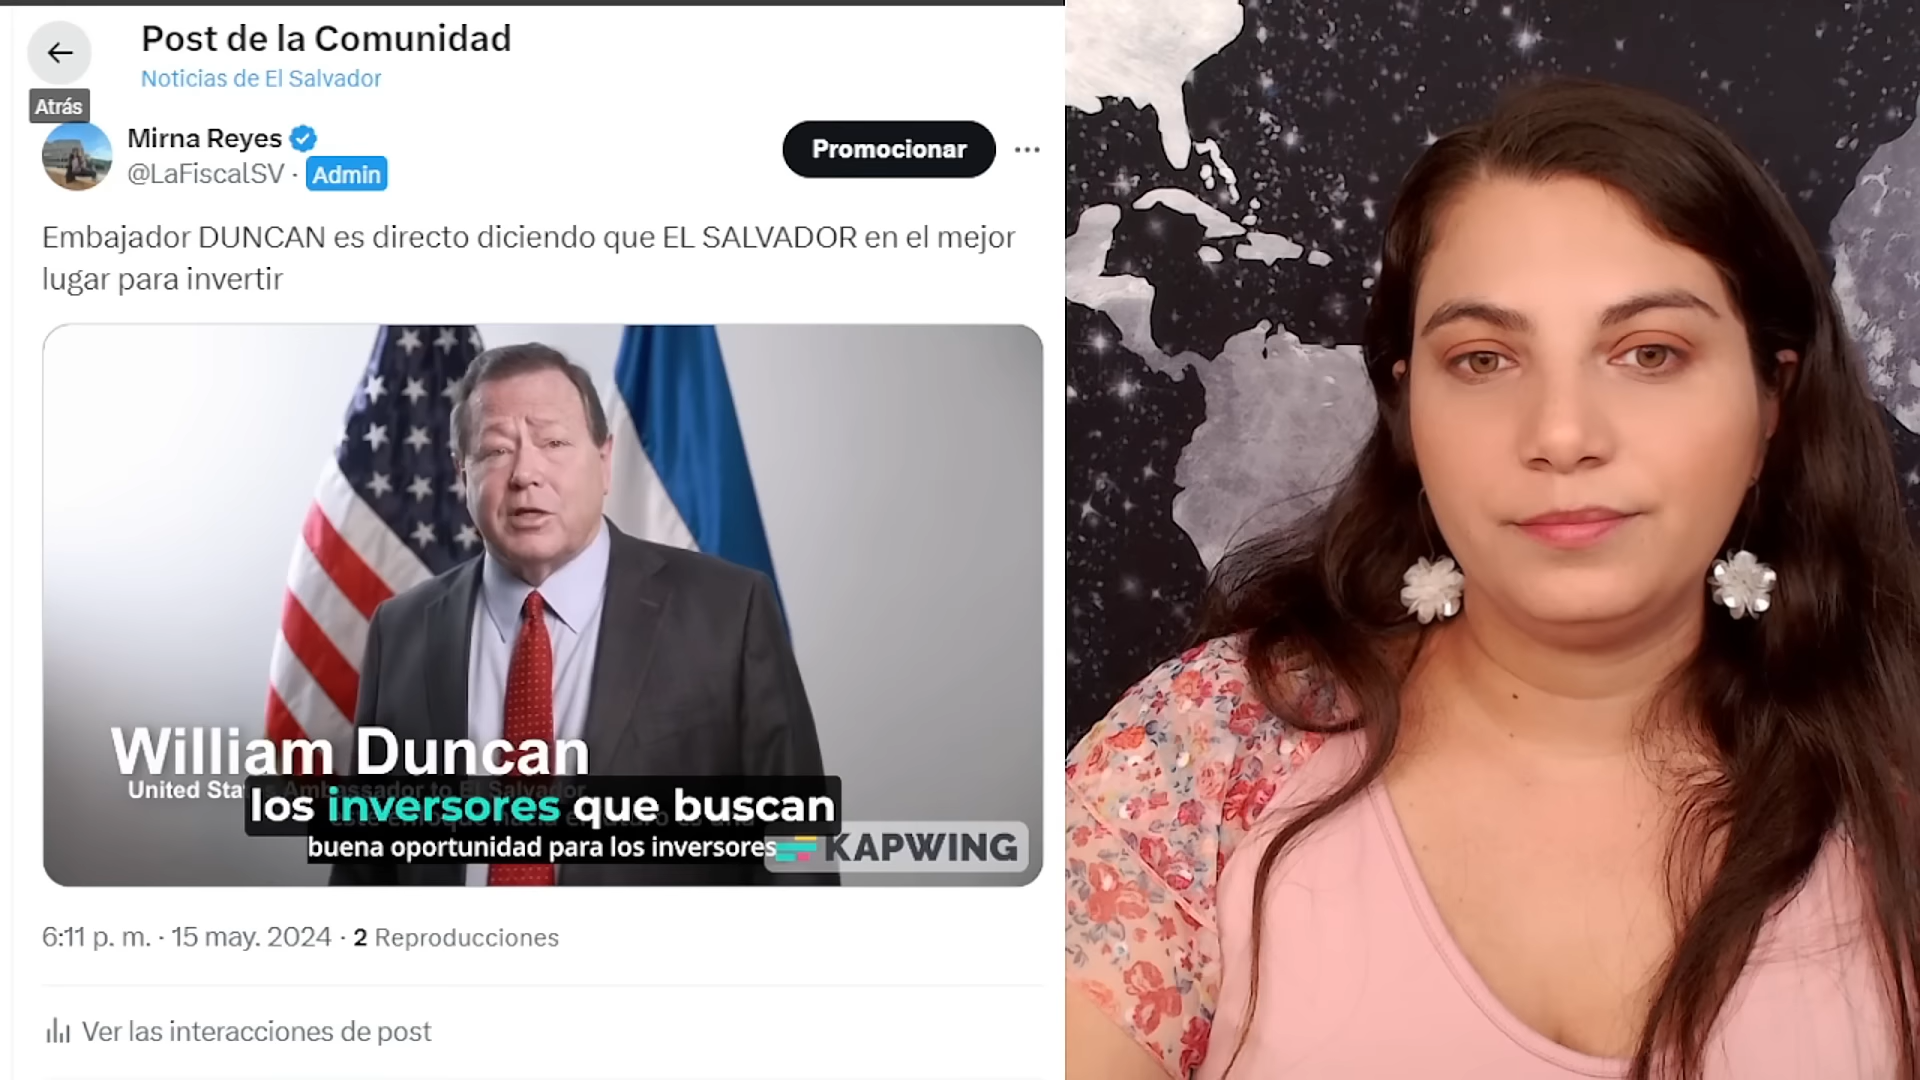 Post de la Comunidad
Noticias de El Salvador
Atrás
Mirna Reyes
@LaFiscalSV · Admin
Promocionar
Embajador DUNCAN es directo diciendo que EL SALVADOR en el mejor
lugar para invertir
William Duncan
United Sta
los inversores que buscan
buena oportunidad para los inversores
KAPWING
6:11 p. m. · 15 may. 2024 · 2 Reproducciones
Ver las interacciones de post